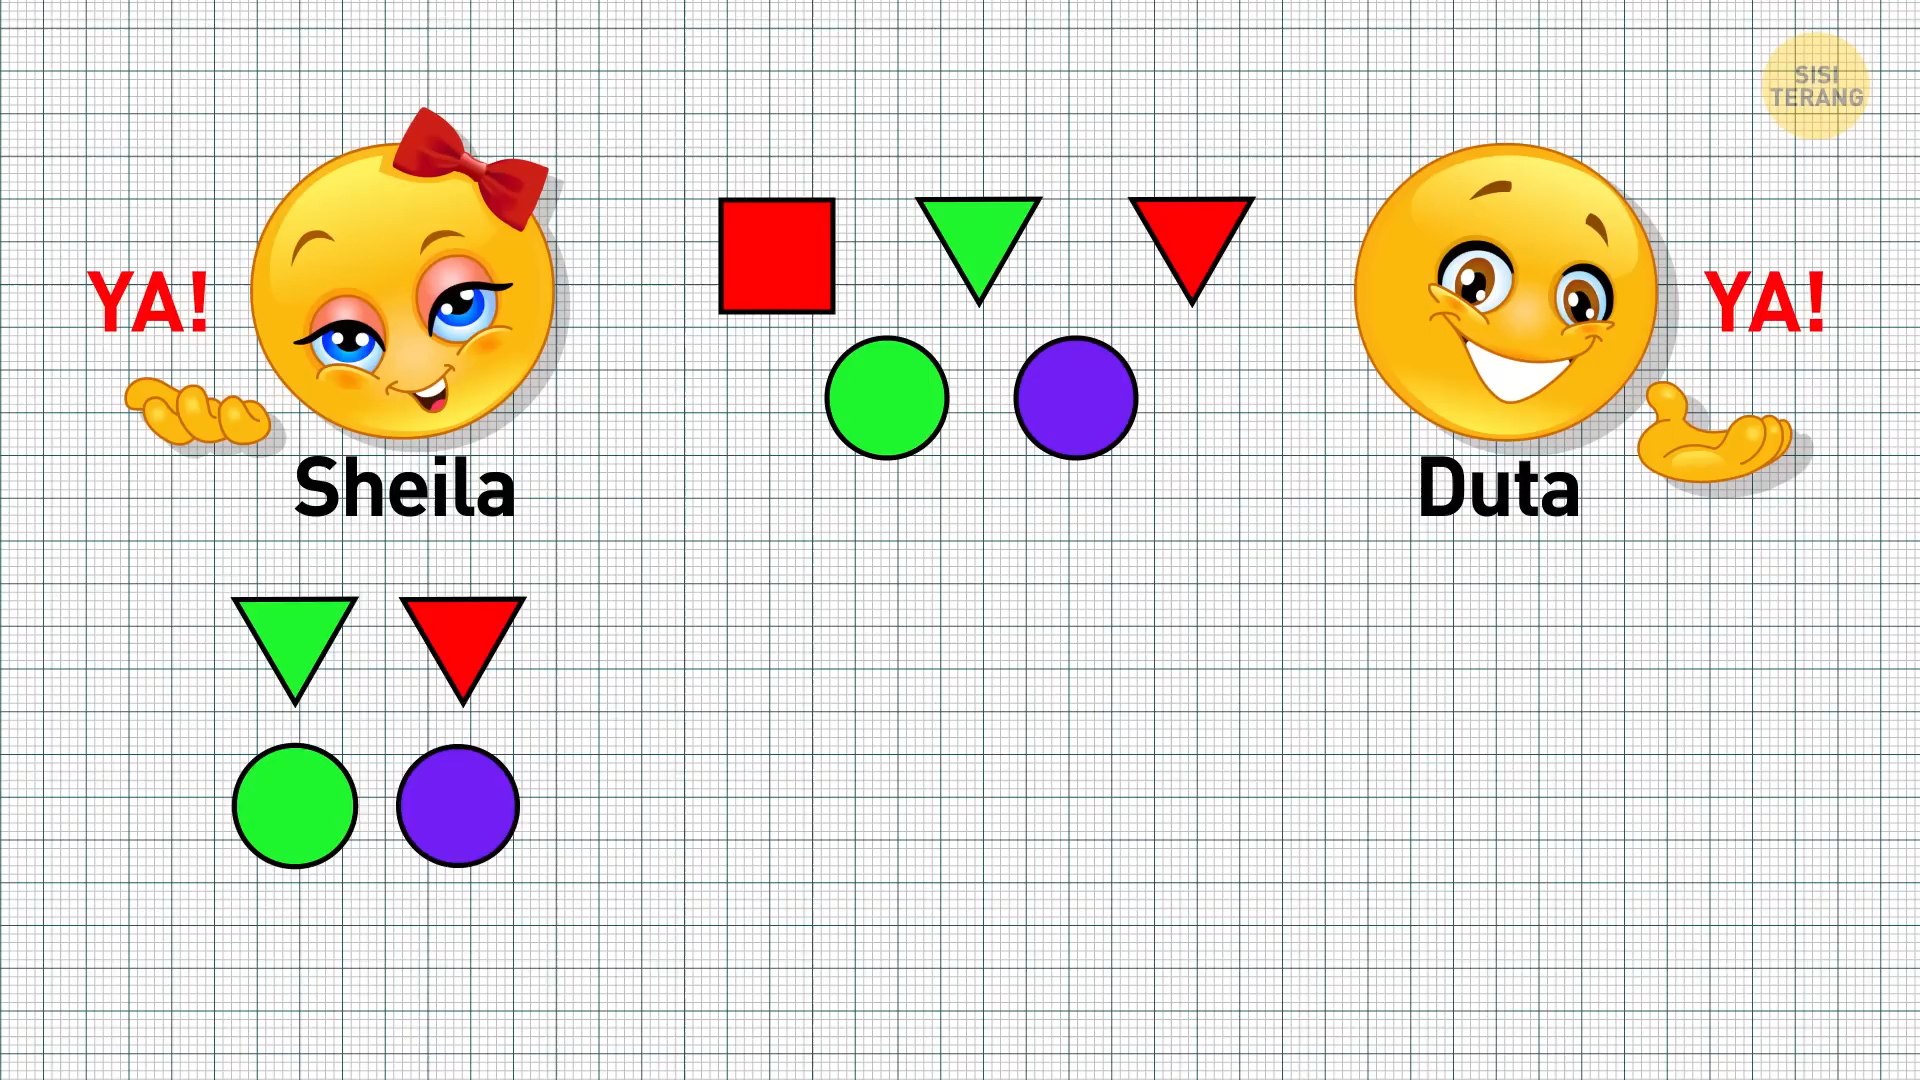 SISI
TERANG
YA!
YA!
Sheila
Duta